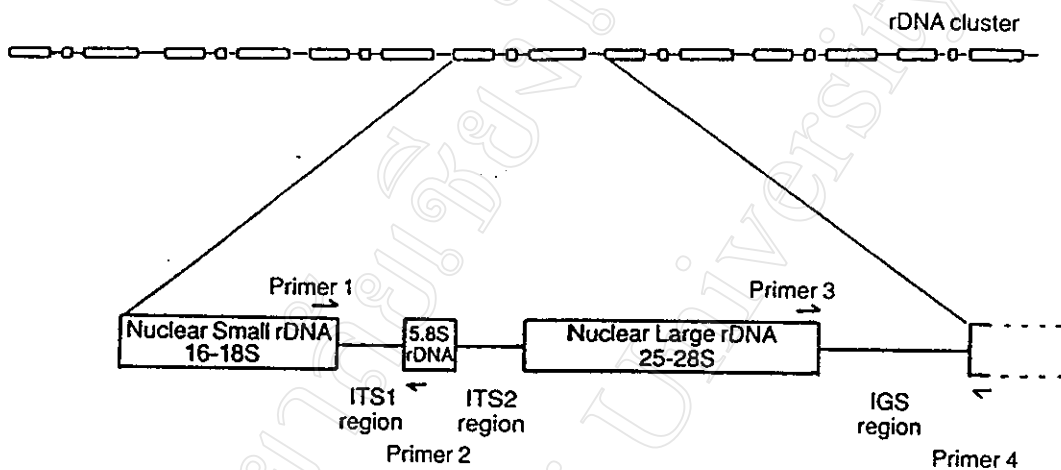 rDNA cluster
Primer 1
Primer 3
Nuclear Small rDNA
16-18S
5.8S
rDNA
Nuclear Large rDNA
25-28S
ITS1
region
ITS2
region
IGS
region
Primer 2
Primer 4
University